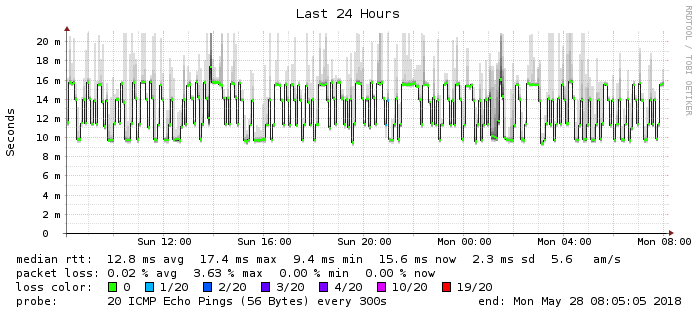 Last 24 Hours
RRDTOOL / TOBI OETIKER
Seconds
20 m
18 m
16 m
14 m
12 m
10 m
8 m
6 m
4 m
2 m
0
Sun 12:00 Sun 16:00 Sun 20:00 Mon 00:00 Mon 04:00 Mon 08:00
median rtt: 12.8 ms avg 17.4 ms max 9.4 ms min 15.6 ms now 2.3 ms sd 5.6 am/s
packet loss: 0.02 % avg 3.63 % max 0.00 % min 0.00 % now
loss color: 0 1/20 2/20 3/20 4/20 10/20 19/20
probe: 20 ICMP Echo Pings (56 Bytes) every 300s end: Mon May 28 08:05:05 2018